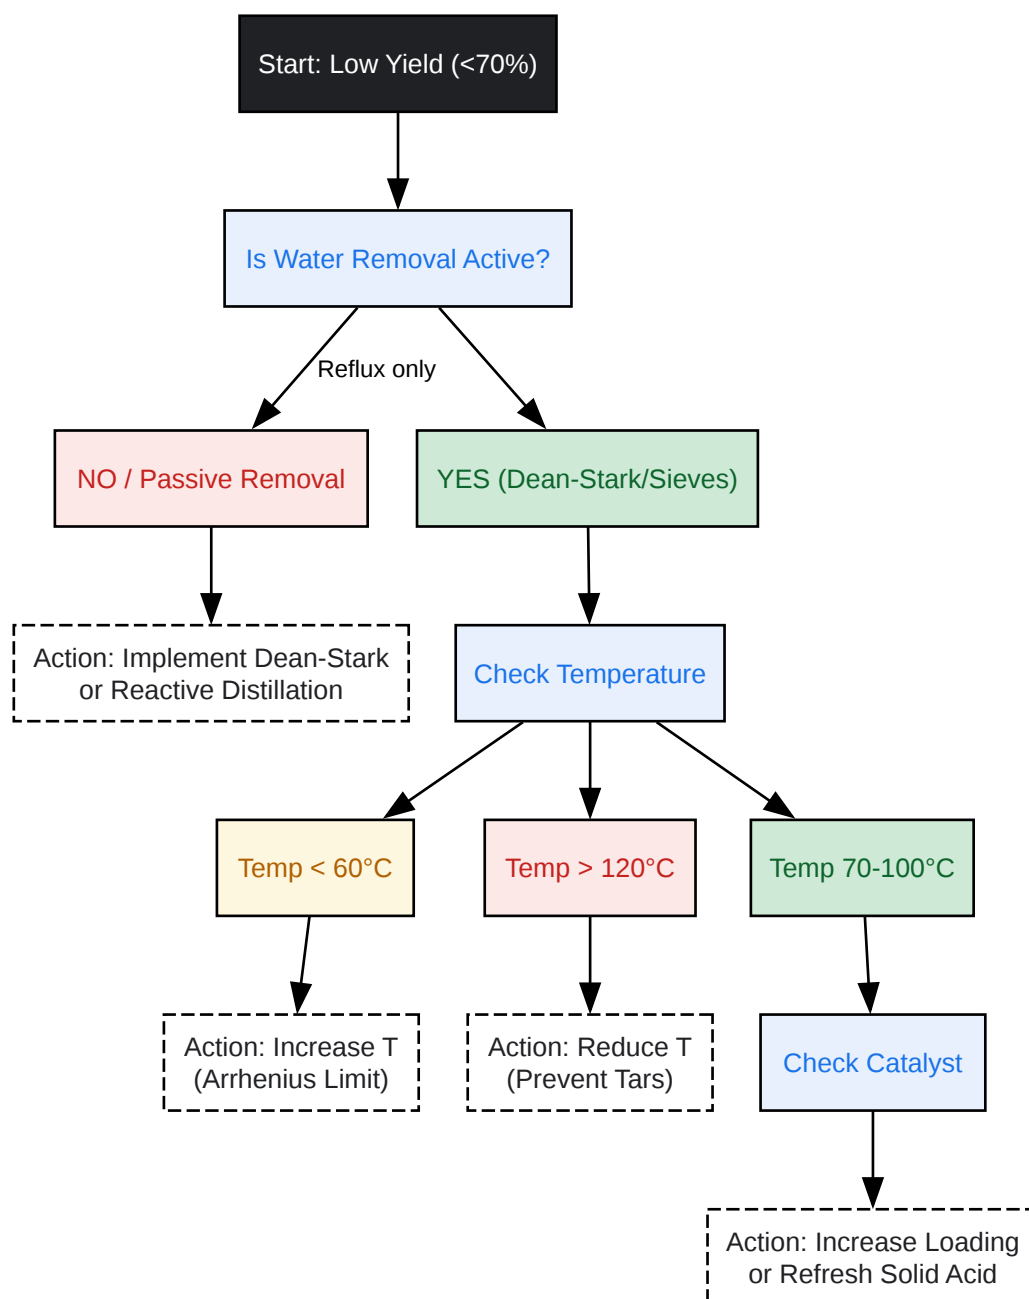 Start: Low Yield (<70%)
Is Water Removal Active?
Reflux only
NO / Passive Removal
YES (Dean-Stark/Sieves)
Action: Implement Dean-Stark
or Reactive Distillation
Check Temperature
Temp < 60°C
Temp > 120°C
Temp 70-100°C
Action: Increase T
(Arrhenius Limit)
Action: Reduce T
(Prevent Tars)
Check Catalyst
Action: Increase Loading
or Refresh Solid Acid